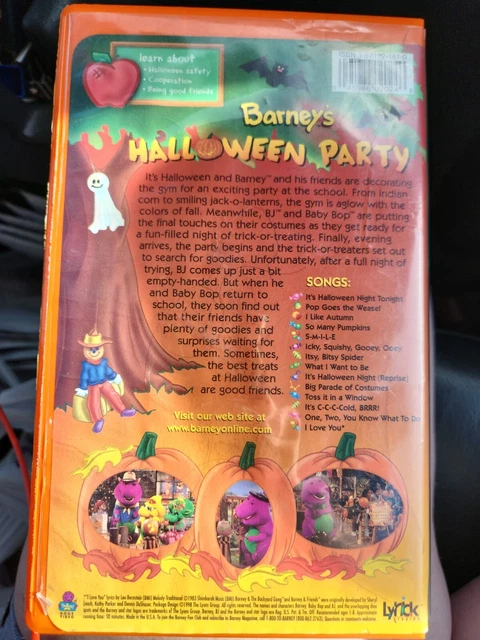 learn about
• Halloween safety
• Cooperation
• Being good friends
Barney's
HALLOWEEN PARTY
It's Halloween and Barney™ and his friends are decorating
the gym for an exciting party at the school. From Indian
corn to smiling jack-o-lanterns, the gym is aglow with the
colors of fall. Meanwhile, BJ™ and Baby Bop™ are putting
the final touches on their costumes as they get ready for
a fun-filled night of trick-or-treating. Finally, evening
arrives, the party begins and the trick-or-treaters set out
to search for goodies. Unfortunately, after a full night of
trying, BJ comes up just a bit
empty-handed. But when he
and Baby Bop return to
school, they soon find out
that their friends have
plenty of goodies and
surprises waiting for
them. Sometimes,
the best treats
at Halloween
are good friends.
SONGS:
It's Halloween Night Tonight
Pop Goes the Weasel
I Like Autumn
So Many Pumpkins
S-M-I-L-E
Icky, Squishy, Gooey, Ooey
Itsy, Bitsy Spider
What I Want to Be
It's Halloween Night (Reprise)
Big Parade of Costumes
Toss it in a Window
It's C-C-C-Cold, BRRR!
One, Two, You Know What To Do
I Love You*
Visit our web site at
www.barneyonline.com
Lyrick
STUDIOS